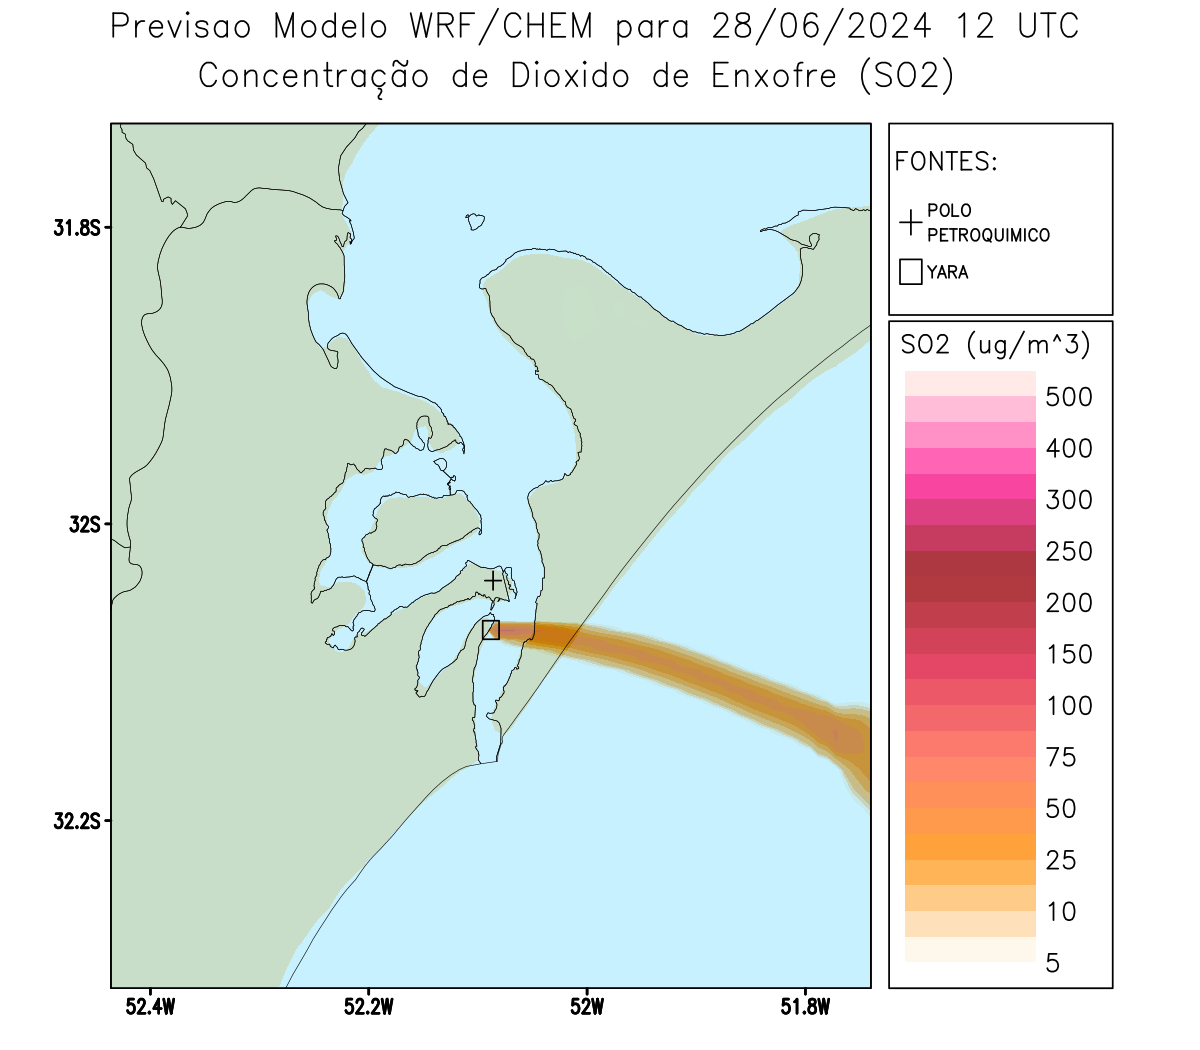 Previsao Modelo WRF/CHEM para 28/06/2024 12 UTC
Concentração de Dioxido de Enxofre (SO2)
FONTES:
POLO
PETROQUIMICO
YARA
SO2 (ug/m^3)
500
400
300
250
200
150
100
75
50
25
10
5
31.8S
32S
32.2S
52.4W
52.2W
52W
51.8W